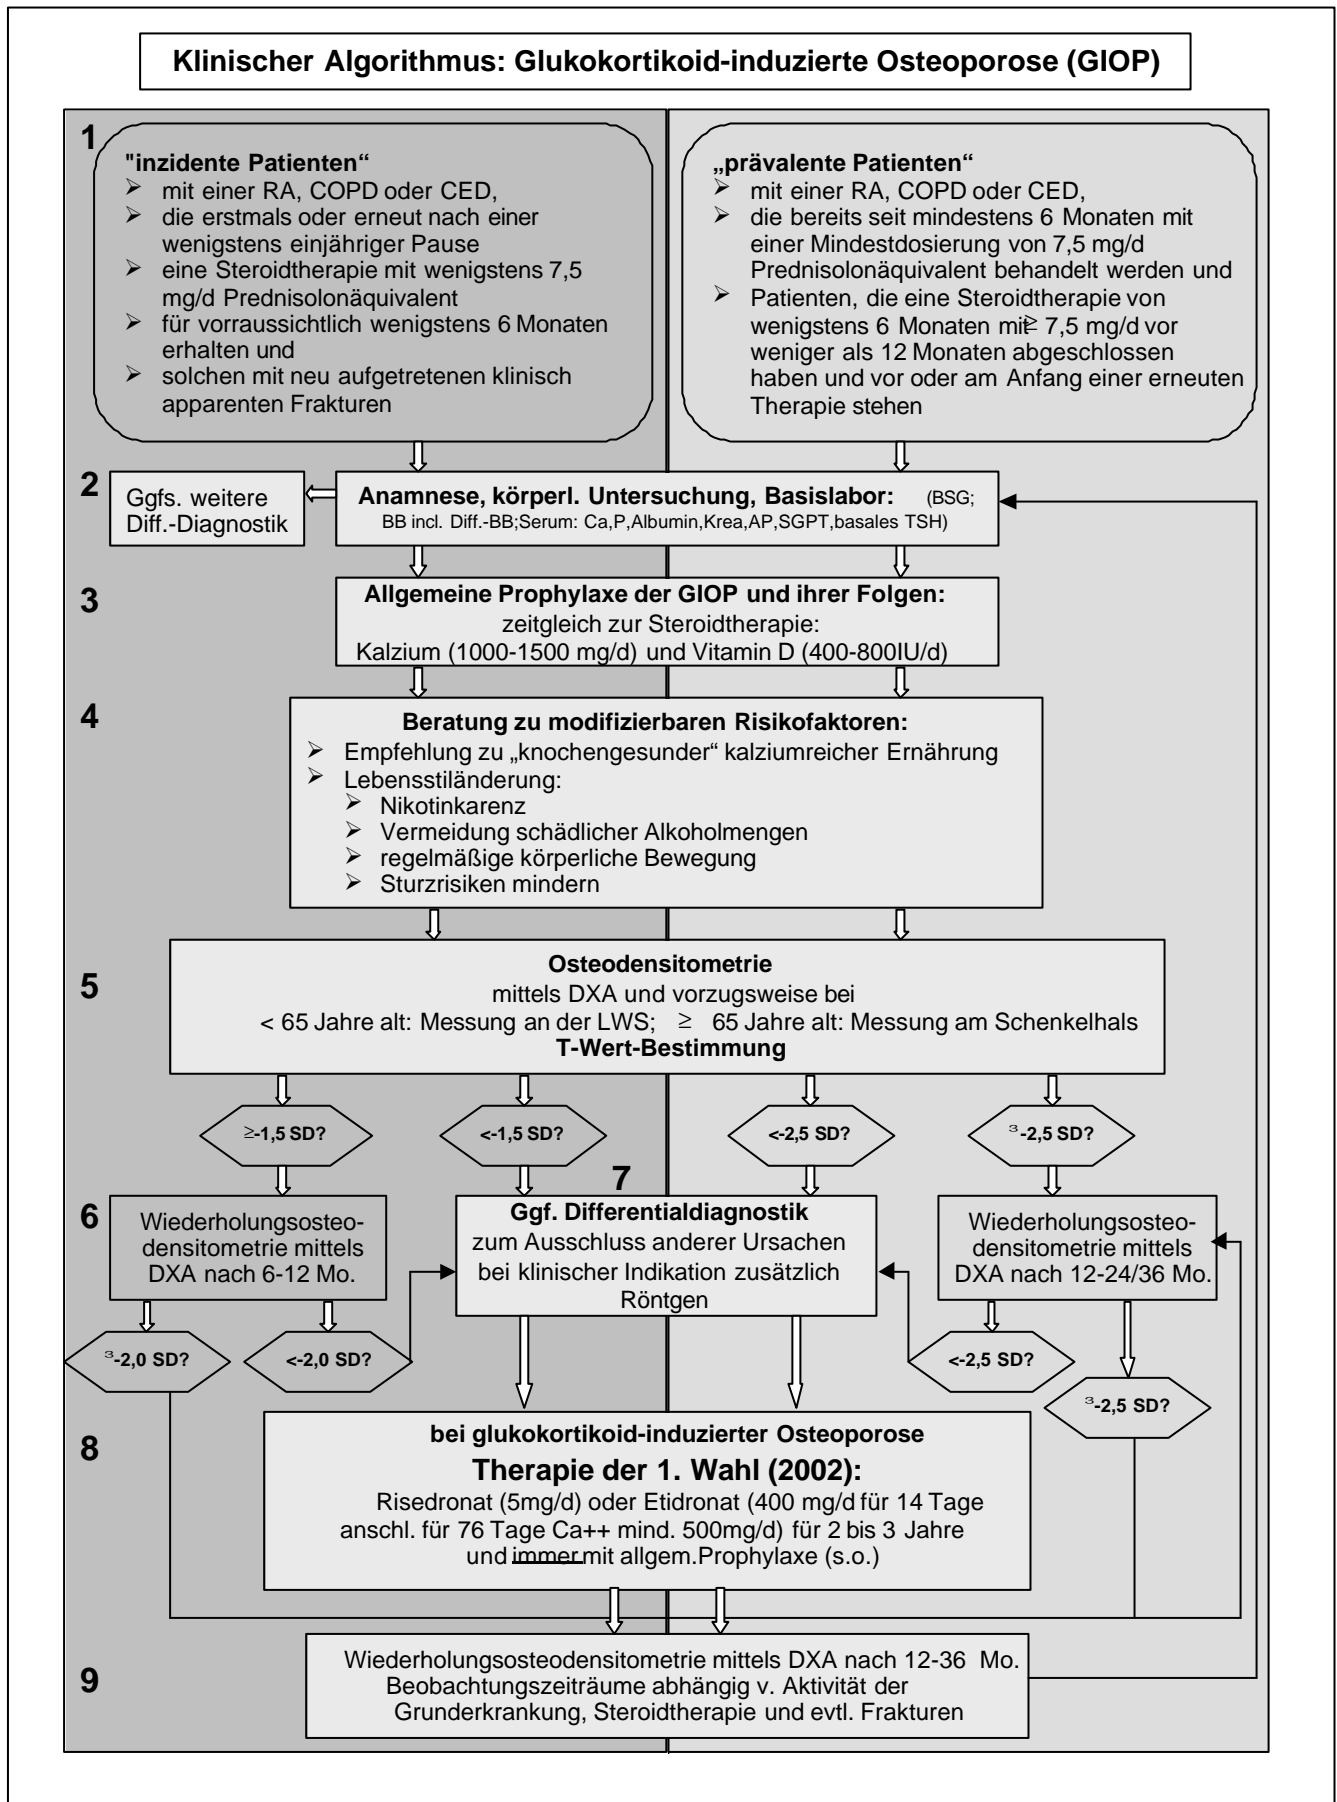 Klinischer Algorithmus: Glukokortikoid-induzierte Osteoporose (GIOP)
1
"inzidente Patienten“
➢ mit einer RA, COPD oder CED,
➢ die erstmals oder erneut nach einer
wenigstens einjähriger Pause
➢ eine Steroidtherapie mit wenigstens 7,5
mg/d Prednisolonäquivalent
➢ für vorraussichtlich wenigstens 6 Monaten
erhalten und
➢ solchen mit neu aufgetretenen klinisch
apparenten Frakturen
„prävalente Patienten“
➢ mit einer RA, COPD oder CED,
➢ die bereits seit mindestens 6 Monaten mit
einer Mindestdosierung von 7,5 mg/d
Prednisolonäquivalent behandelt werden und
➢ Patienten, die eine Steroidtherapie von
wenigstens 6 Monaten mit ≥ 7,5 mg/d vor
weniger als 12 Monaten abgeschlossen
haben und vor oder am Anfang einer erneuten
Therapie stehen
2
Ggfs. weitere
Diff.-Diagnostik
Anamnese, körperl. Untersuchung, Basislabor: (BSG;
BB incl. Diff.-BB;Serum: Ca,P,Albumin,Krea,AP,SGPT,basales TSH)
3
Allgemeine Prophylaxe der GIOP und ihrer Folgen:
zeitgleich zur Steroidtherapie:
Kalzium (1000-1500 mg/d) und Vitamin D (400-800IU/d)
4
Beratung zu modifizierbaren Risikofaktoren:
➢ Empfehlung zu „knochengesunder“ kalziumreicher Ernährung
➢ Lebensstiländerung:
➢ Nikotinkarenz
➢ Vermeidung schädlicher Alkoholmengen
➢ regelmäßige körperliche Bewegung
➢ Sturzrisiken mindern
5
Osteodensitometrie
mittels DXA und vorzugsweise bei
< 65 Jahre alt: Messung an der LWS; ≥ 65 Jahre alt: Messung am Schenkelhals
T-Wert-Bestimmung
≥-1,5 SD?
<-1,5 SD?
<-2,5 SD?
³-2,5 SD?
6
Wiederholungsosteo-
densitometrie mittels
DXA nach 6-12 Mo.
7
Ggf. Differentialdiagnostik
zum Ausschluss anderer Ursachen
bei klinischer Indikation zusätzlich
Röntgen
Wiederholungsosteo-
densitometrie mittels
DXA nach 12-24/36 Mo.
³-2,0 SD?
<-2,0 SD?
<-2,5 SD?
³-2,5 SD?
8
bei glukokortikoid-induzierter Osteoporose
Therapie der 1. Wahl (2002):
Risedronat (5mg/d) oder Etidronat (400 mg/d für 14 Tage
anschl. für 76 Tage Ca++ mind. 500mg/d) für 2 bis 3 Jahre
und immer mit allgem.Prophylaxe (s.o.)
9
Wiederholungsosteodensitometrie mittels DXA nach 12-36 Mo.
Beobachtungszeiträume abhängig v. Aktivität der
Grunderkrankung, Steroidtherapie und evtl. Frakturen